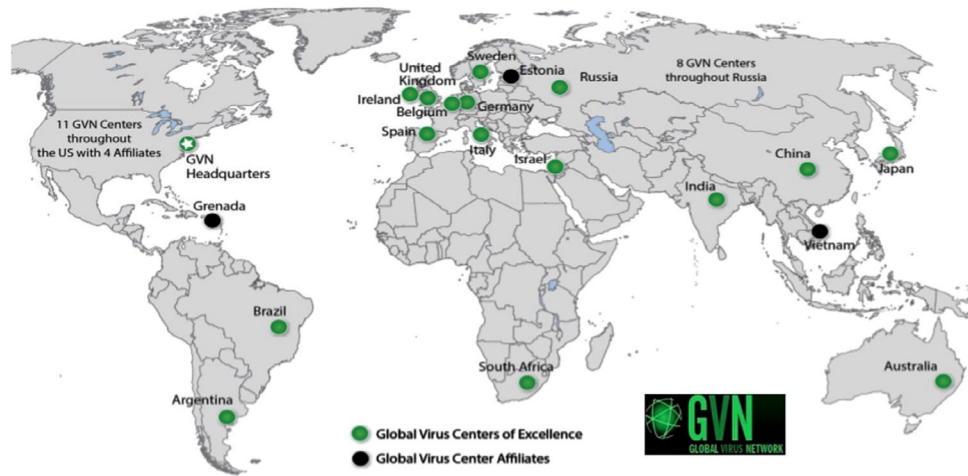 Sweden
United
Kingdom
Estonia
Russia
8 GVN Centers
throughout Russia
Ireland
Belgium
Germany
11 GVN Centers
throughout
the US with 4 Affiliates
Spain
Italy
GVN
Headquarters
Israel
China
Japan
India
Grenada
Vietnam
Brazil
South Africa
Australia
Argentina
GVN
GLOBAL VIRUS NETWORK
Global Virus Centers of Excellence
Global Virus Center Affiliates